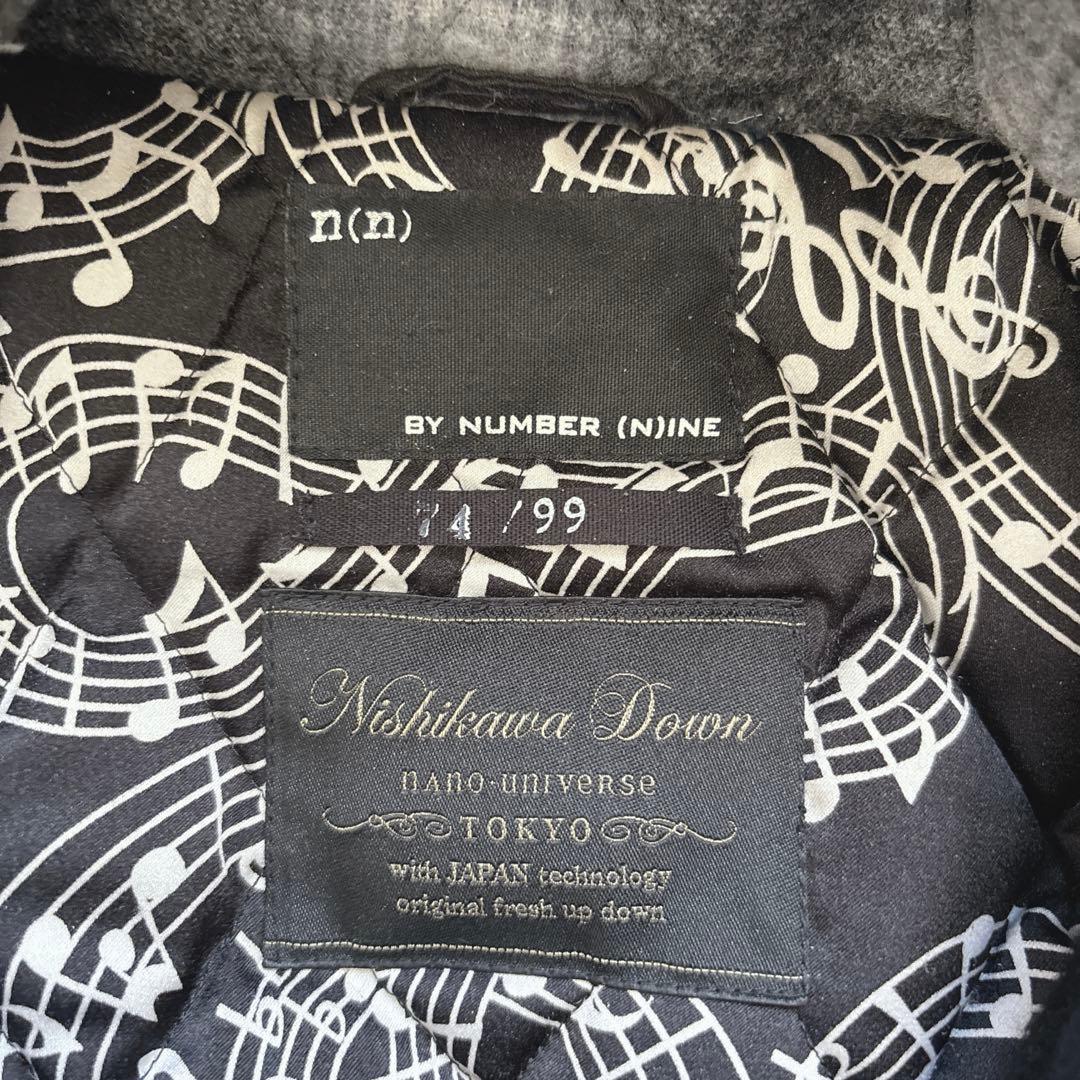 n(n)
BY NUMBER (N)INE
74 /99
Nishikawa Down
nano·universe
TOKYO
with JAPAN technology
original fresh up down